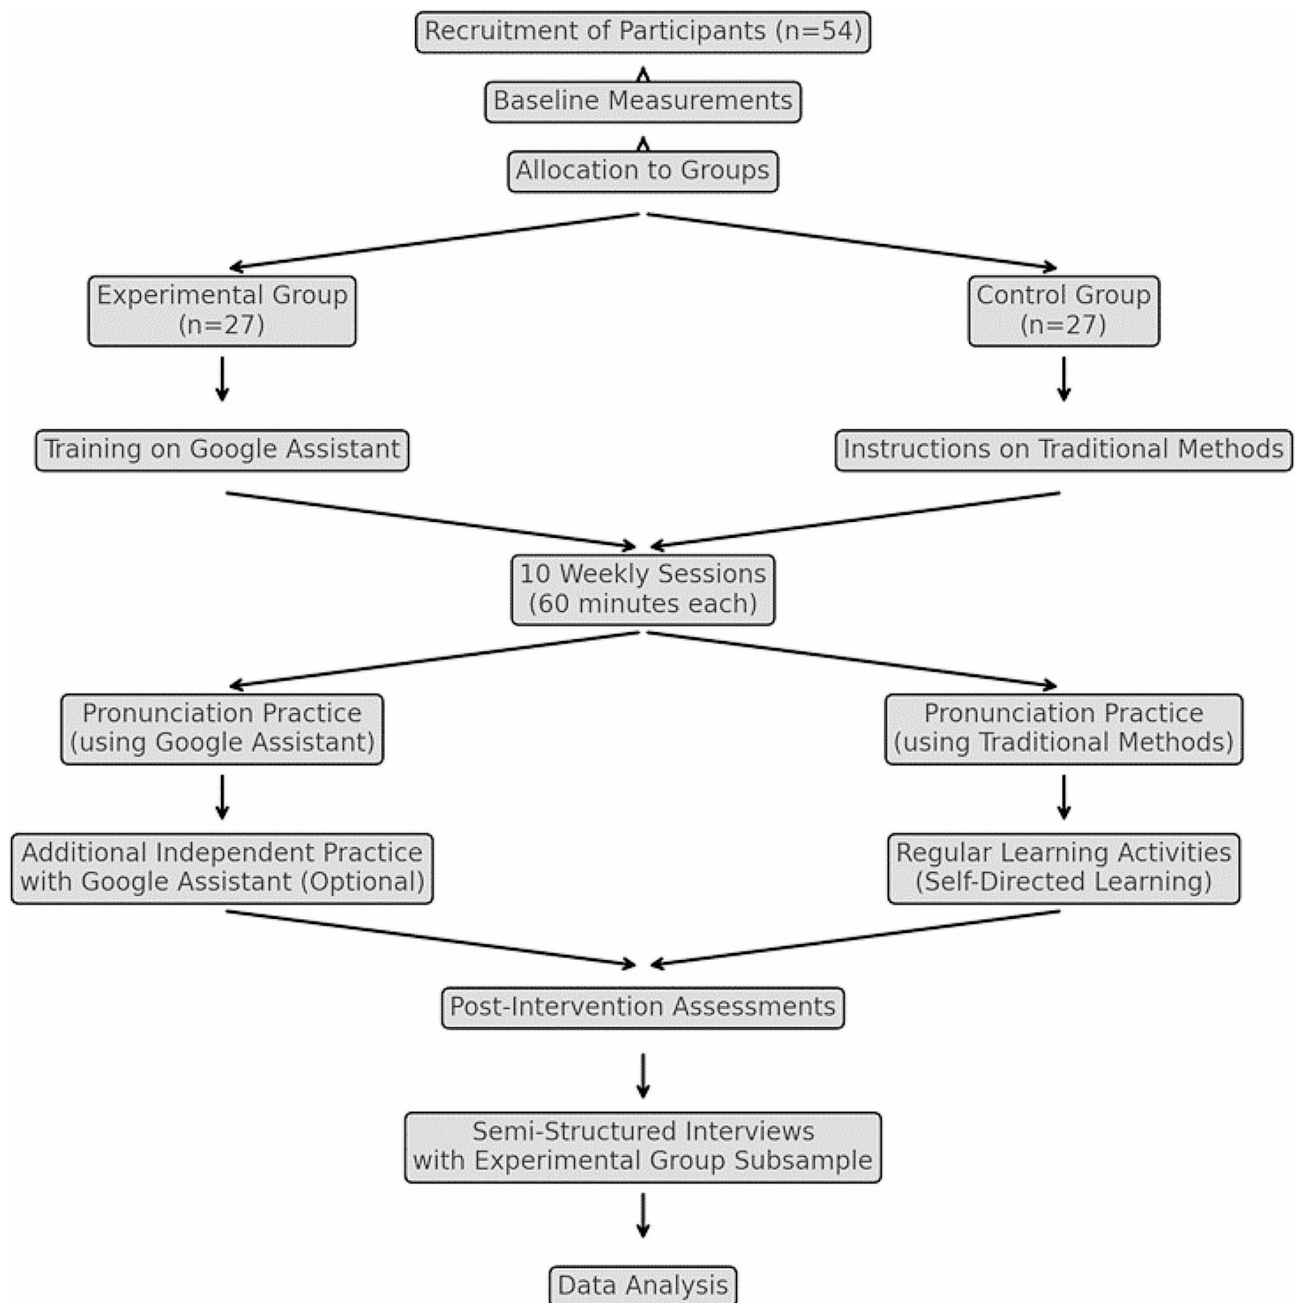 Recruitment of Participants (n=54)
Baseline Measurements
Allocation to Groups
Experimental Group
(n=27)
Control Group
(n=27)
Training on Google Assistant
Instructions on Traditional Methods
10 Weekly Sessions
(60 minutes each)
Pronunciation Practice
(using Google Assistant)
Pronunciation Practice
(using Traditional Methods)
Additional Independent Practice
with Google Assistant (Optional)
Regular Learning Activities
(Self-Directed Learning)
Post-Intervention Assessments
Semi-Structured Interviews
with Experimental Group Subsample
Data Analysis